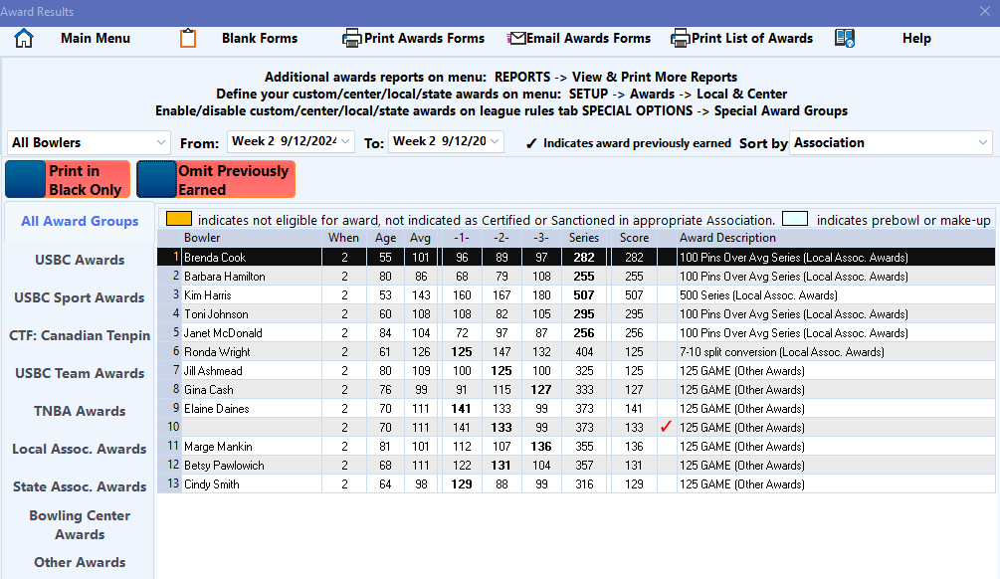 Award Results
Main Menu Blank Forms Print Awards Forms Email Awards Forms Print List of Awards Help
Additional awards reports on menu: REPORTS -> View & Print More Reports
Define your custom/center/local/state awards on menu: SETUP -> Awards -> Local & Center
Enable/disable custom/center/local/state awards on league rules tab SPECIAL OPTIONS -> Special Award Groups
All Bowlers From: Week 2 9/12/2024 To: Week 2 9/12/20 ✓ Indicates award previously earned Sort by Association
Print in Black Only
Omit Previously Earned
All Award Groups
USBC Awards
USBC Sport Awards
CTF: Canadian Tenpin
USBC Team Awards
TNBA Awards
Local Assoc. Awards
State Assoc. Awards
Bowling Center
Awards
Other Awards
indicates not eligible for award, not indicated as Certified or Sanctioned in appropriate Association. indicates prebowl or make-up
Bowler When Age Avg -1- -2- -3- Series Score Award Description
1 Brenda Cook 2 55 101 96 89 97 282 282 100 Pins Over Avg Series (Local Assoc. Awards)
2 Barbara Hamilton 2 80 86 68 79 108 255 255 100 Pins Over Avg Series (Local Assoc. Awards)
3 Kim Harris 2 53 143 160 167 180 507 507 500 Series (Local Assoc. Awards)
4 Toni Johnson 2 60 108 108 82 105 295 295 100 Pins Over Avg Series (Local Assoc. Awards)
5 Janet McDonald 2 84 104 72 97 87 256 256 100 Pins Over Avg Series (Local Assoc. Awards)
6 Ronda Wright 2 61 126 125 147 132 404 125 7-10 split conversion (Local Assoc. Awards)
7 Jill Ashmead 2 80 109 100 125 100 325 125 125 GAME (Other Awards)
8 Gina Cash 2 76 99 91 115 127 333 127 125 GAME (Other Awards)
9 Elaine Daines 2 70 111 141 133 99 373 141 125 GAME (Other Awards)
10 2 70 111 141 133 99 373 133 ✓ 125 GAME (Other Awards)
11 Marge Mankin 2 81 101 112 107 136 355 136 125 GAME (Other Awards)
12 Betsy Pawlowich 2 68 111 122 131 104 357 131 125 GAME (Other Awards)
13 Cindy Smith 2 64 98 129 88 99 316 129 125 GAME (Other Awards)